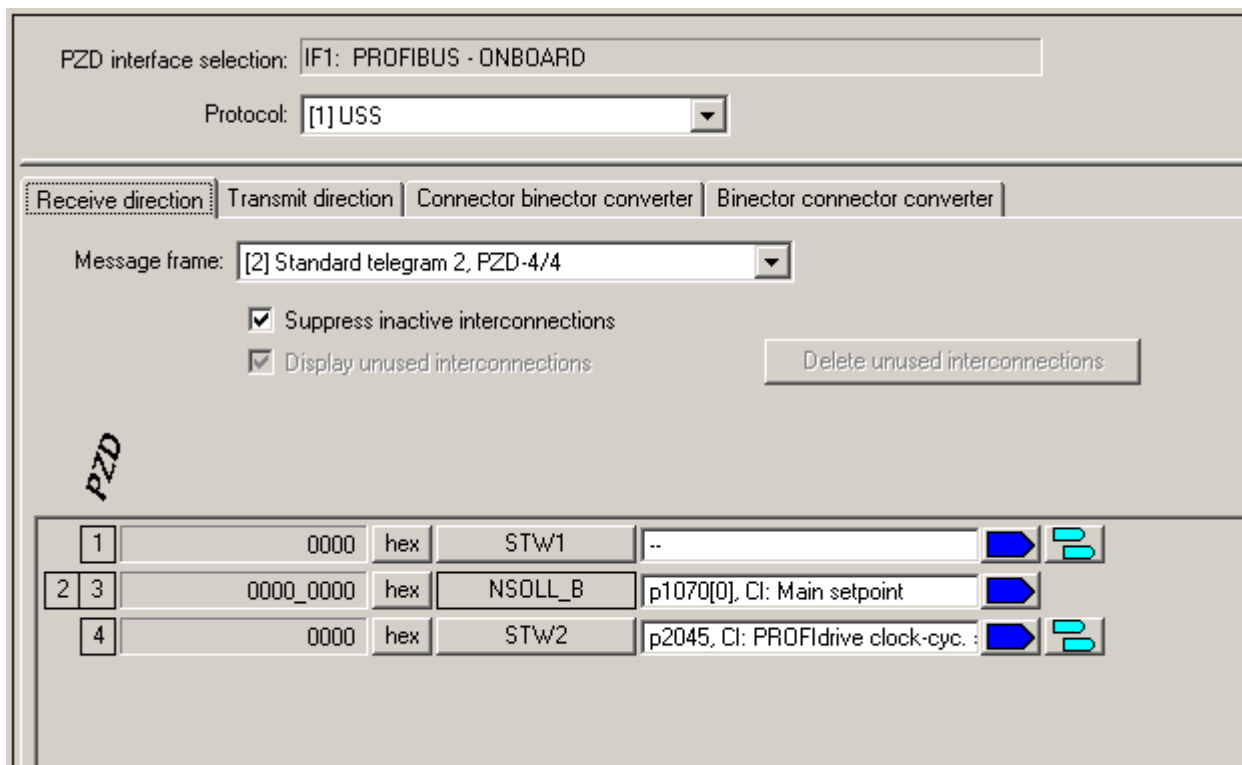 PZD interface selection: IF1: PROFIBUS - ONBOARD
Protocol: [1] USS
Receive direction Transmit direction Connector binector converter Binector connector converter
Message frame: [2] Standard telegram 2, PZD-4/4
Suppress inactive interconnections
Display unused interconnections Delete unused interconnections
PZD
1 0000 hex STW1 --
2 3 0000_0000 hex NSOLL_B p1070[0], CI: Main setpoint
4 0000 hex STW2 p2045, CI: PROFIdrive clock-cyc.